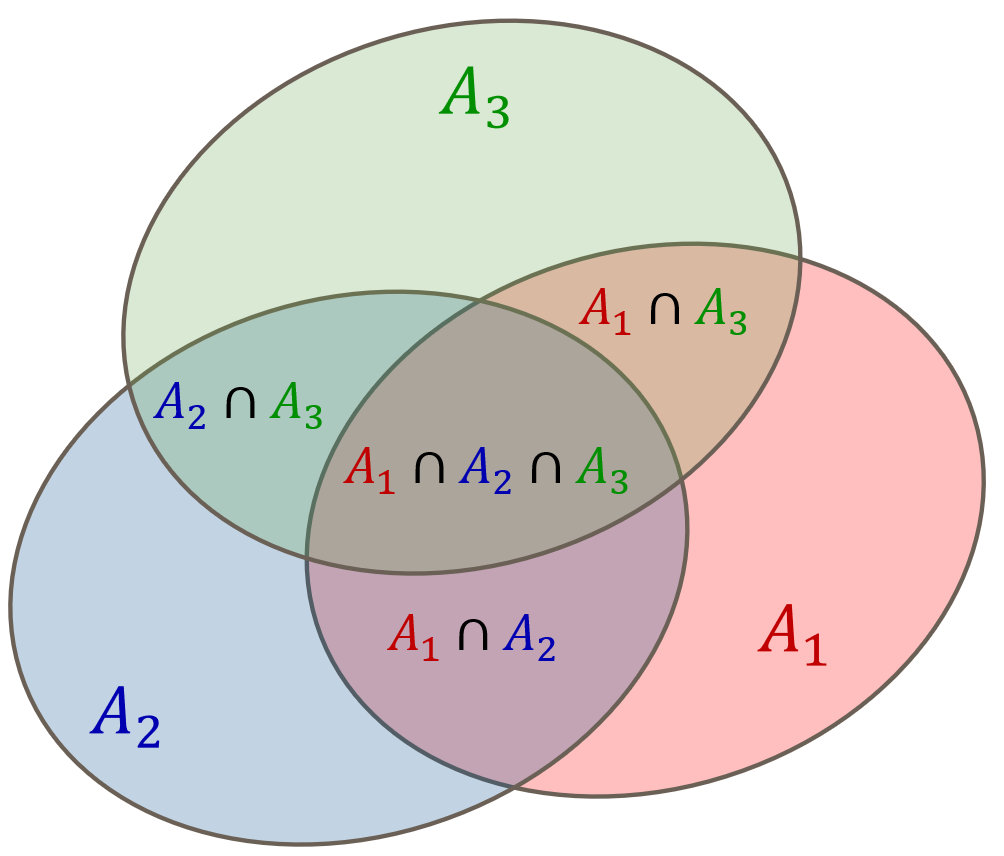 A₃
A₁ ∩ A₃
A₂ ∩ A₃
A₁ ∩ A₂ ∩ A₃
A₁ ∩ A₂
A₁
A₂